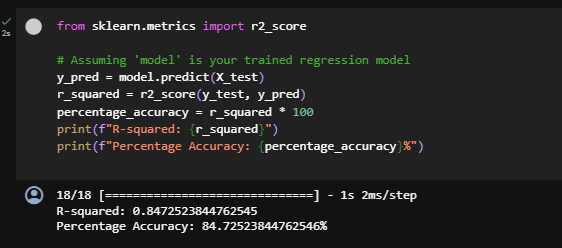 2s
from sklearn.metrics import r2_score
# Assuming 'model' is your trained regression model
y_pred = model.predict(X_test)
r_squared = r2_score(y_test, y_pred)
percentage_accuracy = r_squared * 100
print(f"R-squared: {r_squared}")
print(f"Percentage Accuracy: {percentage_accuracy}%")
18/18 [==============================] - 1s 2ms/step
R-squared: 0.8472523844762545
Percentage Accuracy: 84.72523844762546%